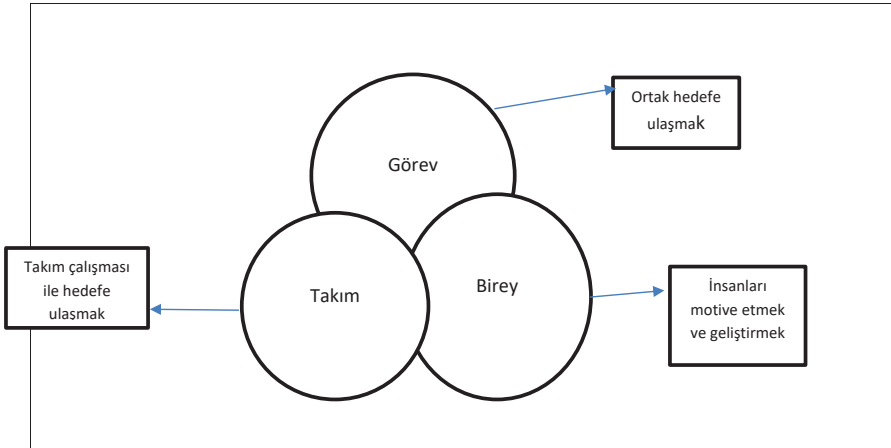 Ortak hedefe
ulaşmak
Görev
Takım çalışması
ile hedefe
ulaşmak
Takım
Birey
İnsanları
motive etmek
ve geliştirmek